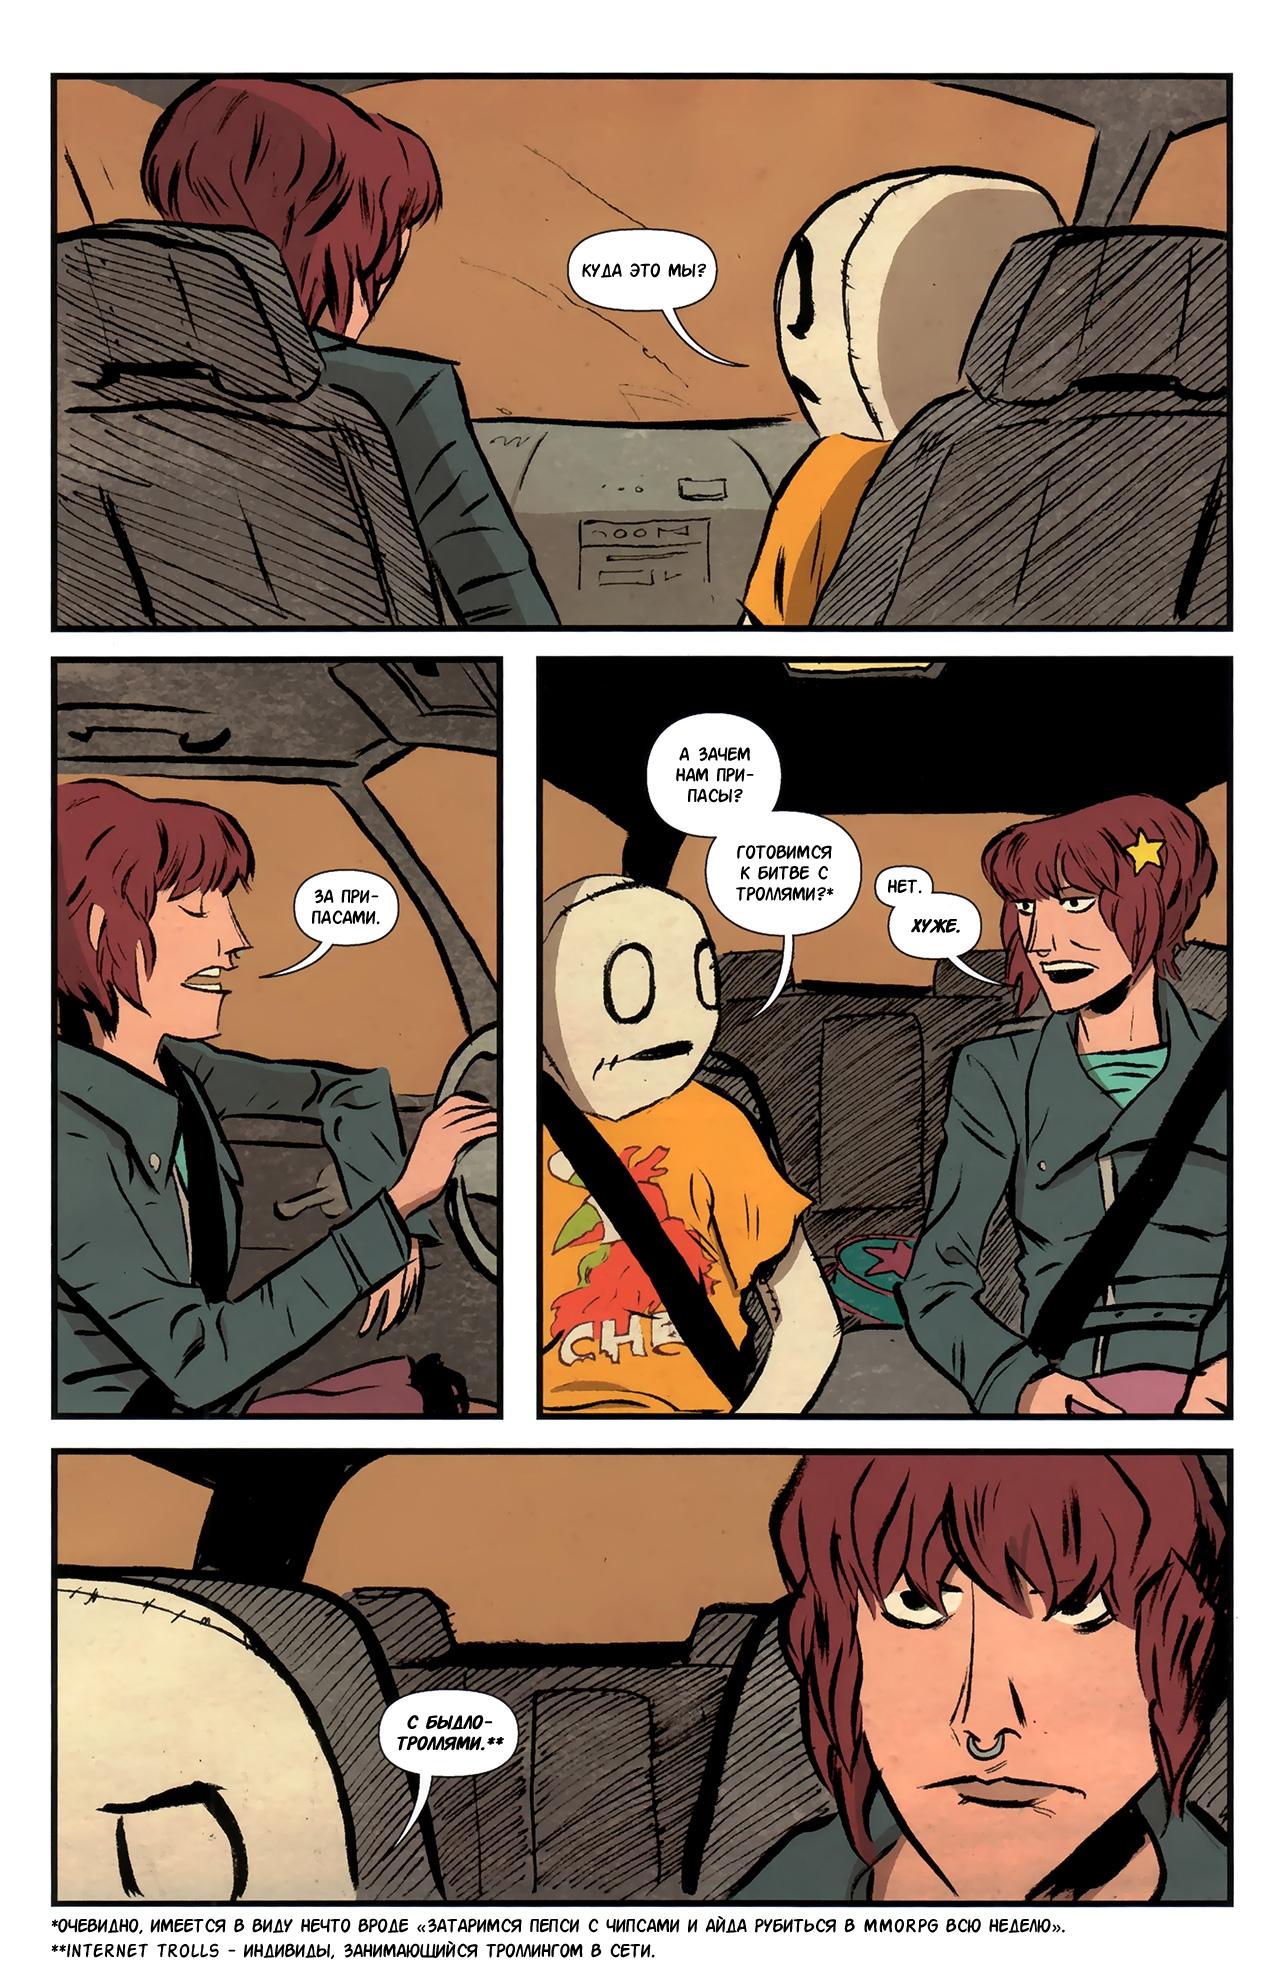 КУДА ЭТО МЫ?
ЗА ПРИ-
ПАСАМИ.
А ЗАЧЕМ
НАМ ПРИ-
ПАСЫ?
ГОТОВИМСЯ
К БИТВЕ С
ТРОЛЛЯМИ?*
НЕТ.
ХУЖЕ.
CHE
С БЫДЛО-
ТРОЛЛЯМИ.**
*ОЧЕВИДНО, ИМЕЕТСЯ В ВИДУ НЕЧТО ВРОДЕ «ЗАТАРИМСЯ ПЕПСИ С ЧИПСАМИ И АЙДА РУБИТЬСЯ В MMORPG ВСЮ НЕДЕЛЮ».
**INTERNET TROLLS - ИНДИВИДЫ, ЗАНИМАЮЩИЙСЯ ТРОЛЛИНГОМ В СЕТИ.